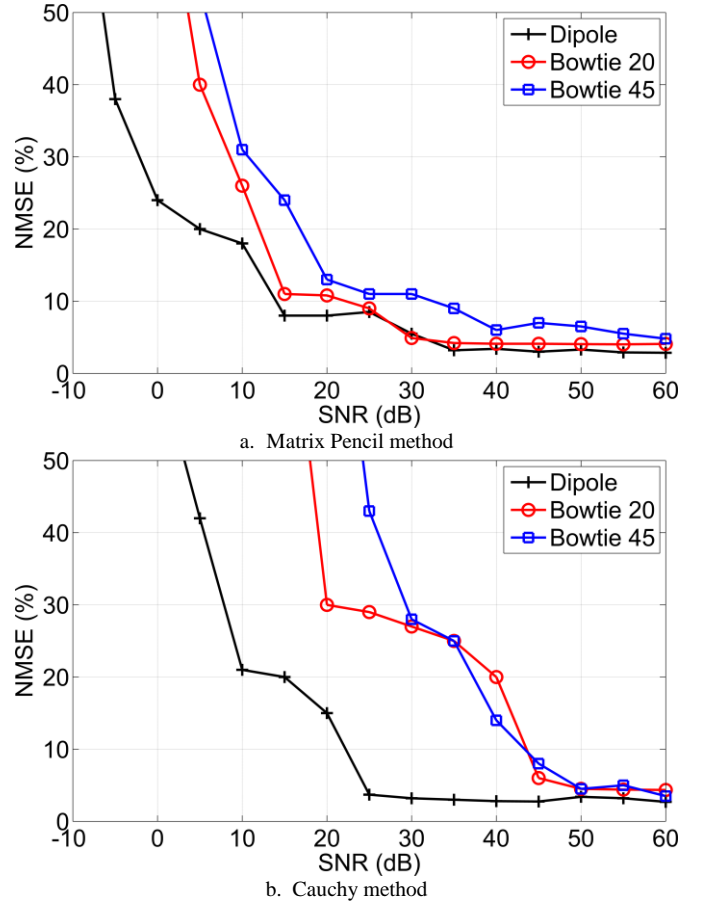 50
40
30
20
10
0
NMSE (%)
Dipole
Bowtie 20
Bowtie 45
-10 0 10 20 30 40 50 60
SNR (dB)
a. Matrix Pencil method
50
40
30
20
10
0
NMSE (%)
Dipole
Bowtie 20
Bowtie 45
-10 0 10 20 30 40 50 60
SNR (dB)
b. Cauchy method